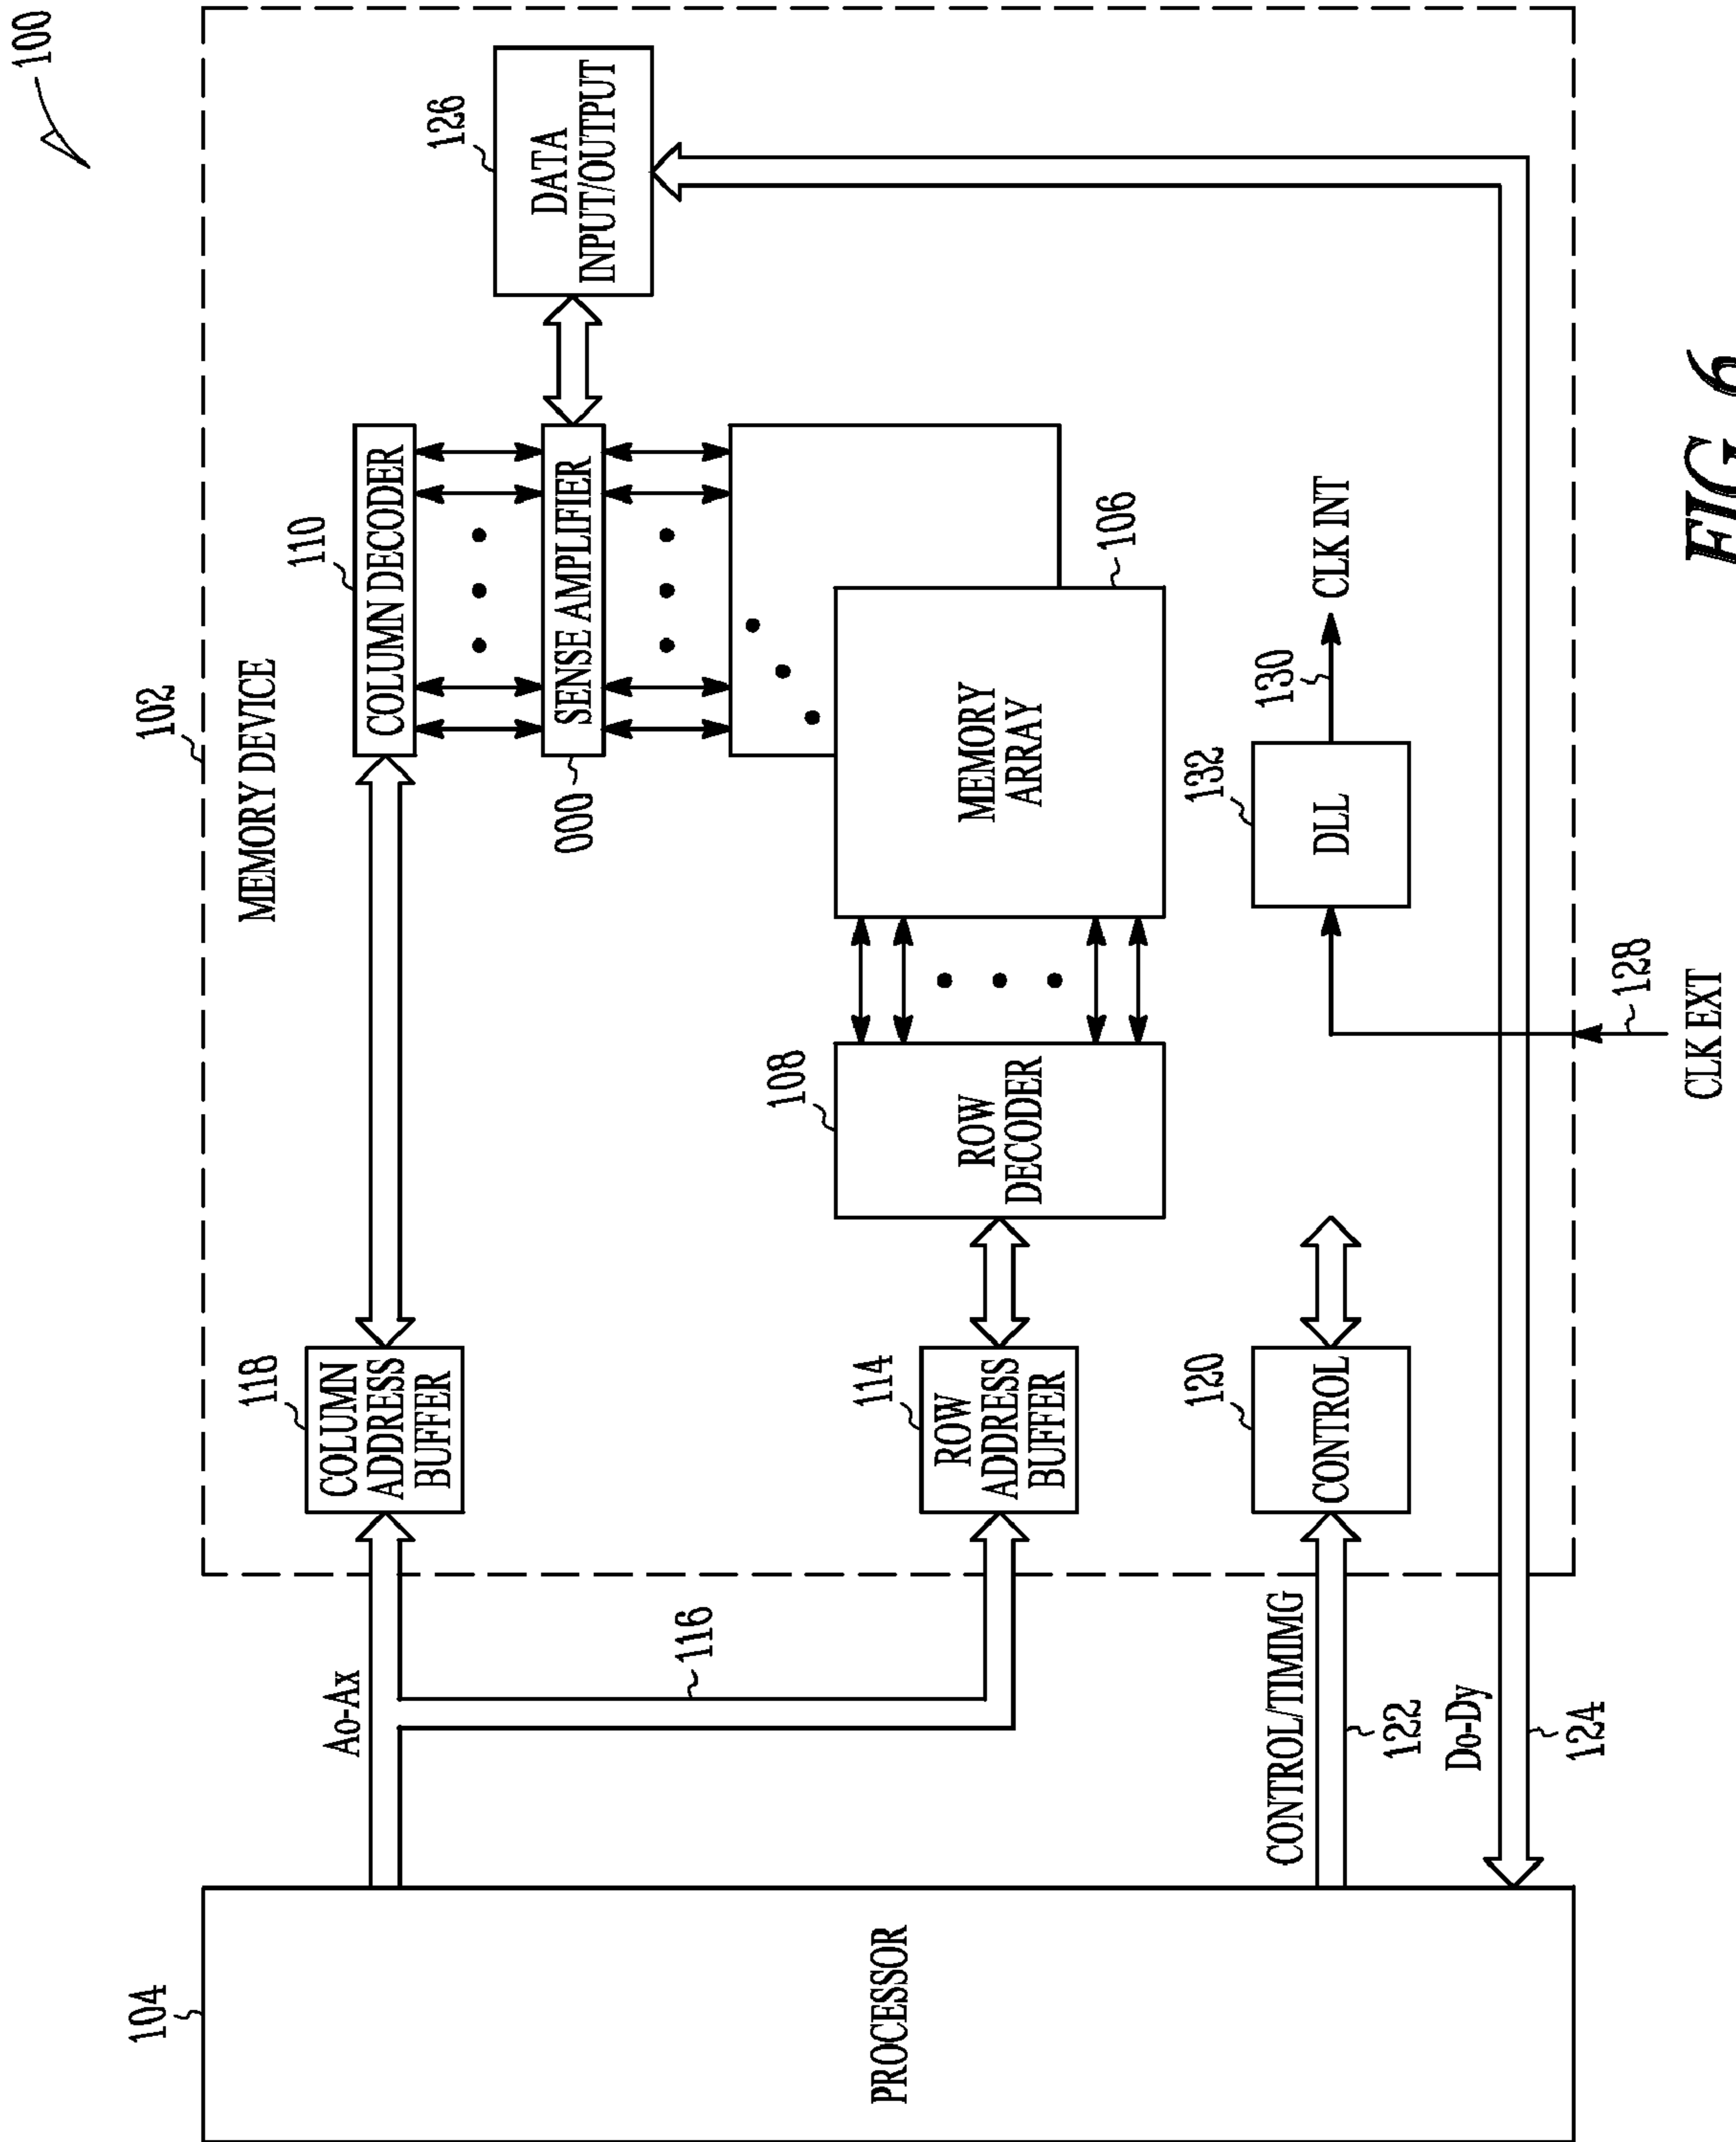 100
102
MEMORY DEVICE
104
PROCESSOR
Ao-Ax
116
118
COLUMN
ADDRESS
BUFFER
110
COLUMN DECODER
SENSE AMPLIFIER
000
126
DATA
INPUT/OUTPUT
114
ROW
ADDRESS
BUFFER
108
ROW
DECODER
MEMORY
ARRAY
106
CONTROL/TIMIMG
122
120
CONTROL
132
DLL
130
CLK INT
Do-Dy
124
128
CLK EXT
FIG 6